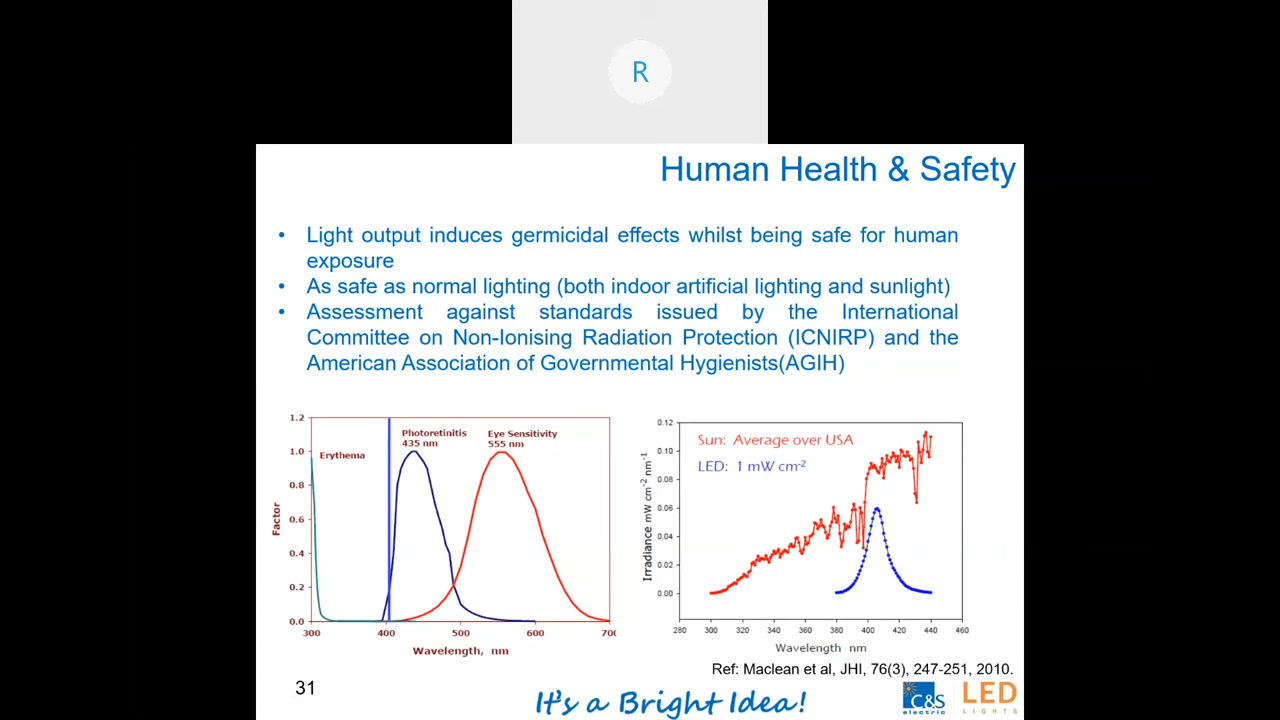 R
Human Health & Safety
• Light output induces germicidal effects whilst being safe for human
exposure
• As safe as normal lighting (both indoor artificial lighting and sunlight)
• Assessment against standards issued by the International
Committee on Non-Ionising Radiation Protection (ICNIRP) and the
American Association of Governmental Hygienists(AGIH)
1.2
1.0
0.8
0.6
0.4
0.2
0.0
Factor
Erythema
Photoretinitis
435 nm
Eye Sensitivity
555 nm
300 400 500 600 700
Wavelength, nm
0.12
0.10
0.08
0.06
0.04
0.02
0.00
Irradiance mW cm-2 nm-1
Sun: Average over USA
LED: 1 mW cm-2
280 300 320 340 360 380 400 420 440 460
Wavelength nm
Ref: Maclean et al, JHI, 76(3), 247-251, 2010.
31
It's a Bright Idea!
C&S
electric
LED
LIGHTS